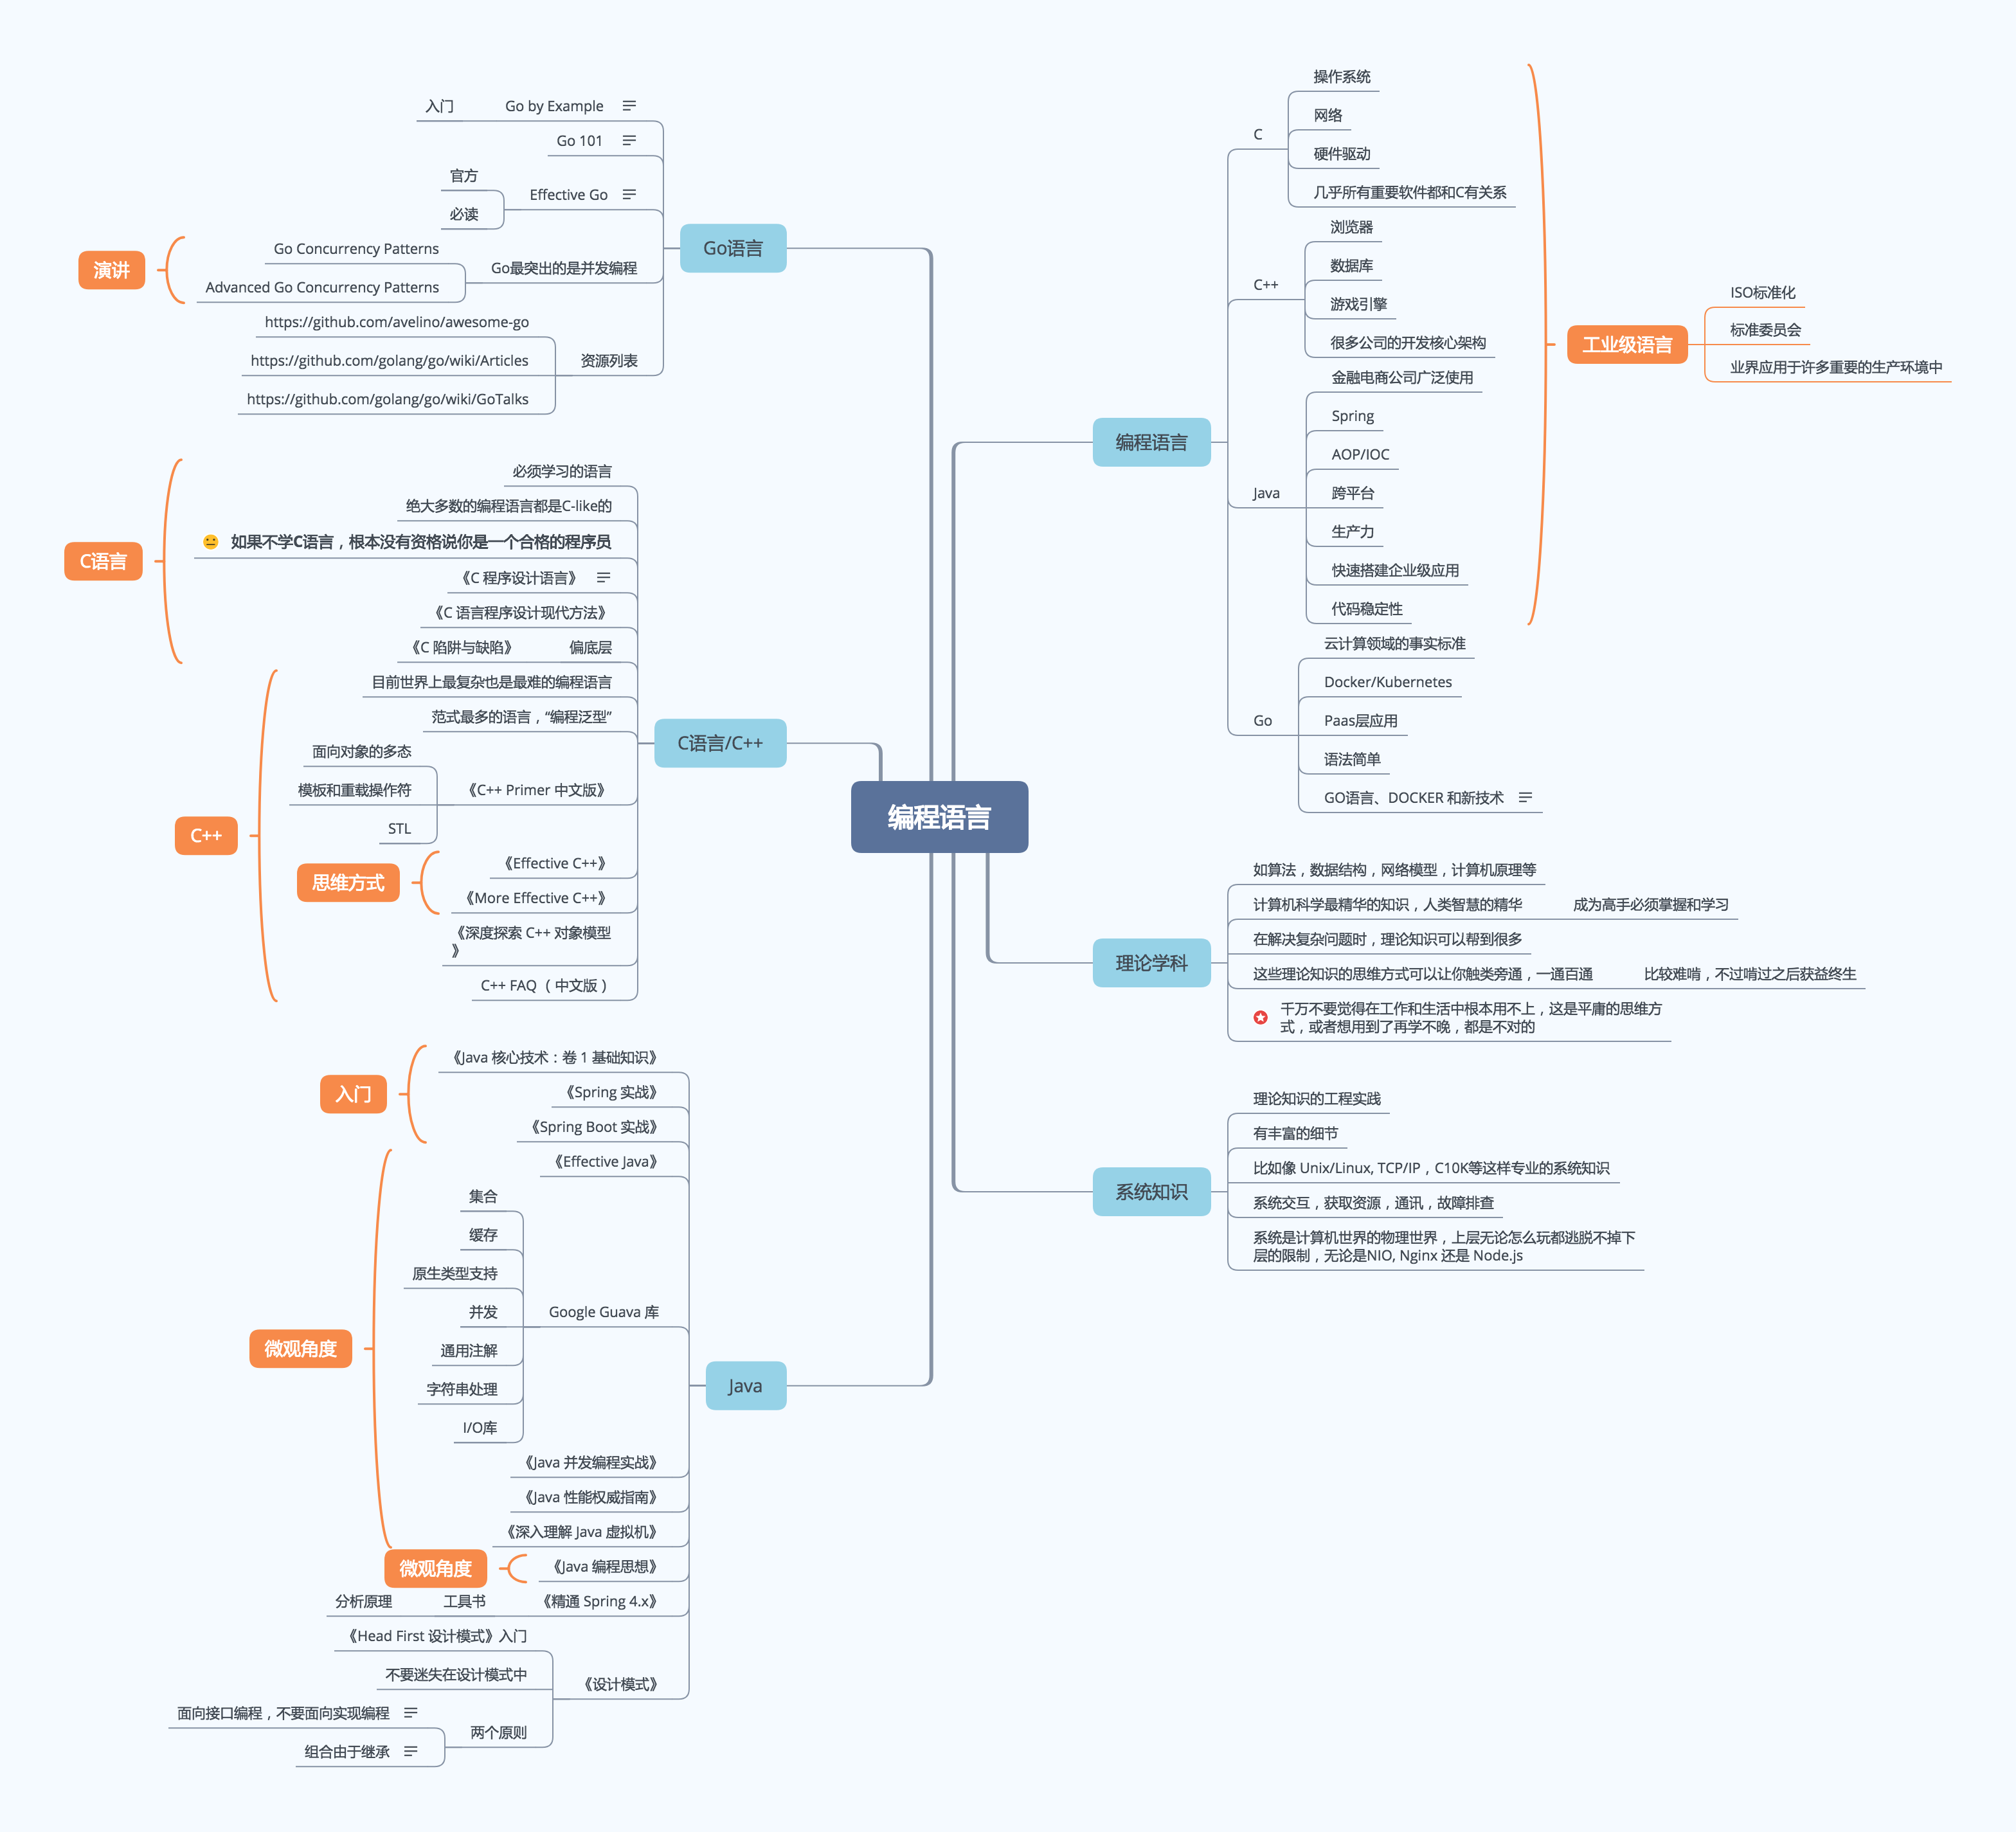 编程语言
编程语言
C
操作系统
网络
硬件驱动
几乎所有重要软件都和C有关系
C++
浏览器
数据库
游戏引擎
很多公司的开发核心架构
Java
金融电商公司广泛使用
Spring
AOP/IOC
跨平台
生产力
快速搭建企业级应用
代码稳定性
工业级语言
ISO标准化
标准委员会
业界应用于许多重要的生产环境中
Go
云计算领域的事实标准
Docker/Kubernetes
Paas层应用
语法简单
GO语言、DOCKER 和新技术
理论学科
如算法，数据结构，网络模型，计算机原理等
计算机科学最精华的知识，人类智慧的精华
成为高手必须掌握和学习
在解决复杂问题时，理论知识可以帮到很多
这些理论知识的思维方式可以让你触类旁通，一通百通
比较难啃，不过啃过之后获益终生
千万不要觉得在工作和生活中根本用不上，这是平庸的思维方
式，或者想用到了再学不晚，都是不对的
系统知识
理论知识的工程实践
有丰富的细节
比如像 Unix/Linux, TCP/IP，C10K等这样专业的系统知识
系统交互，获取资源，通讯，故障排查
系统是计算机世界的物理世界，上层无论怎么玩都逃脱不掉下
层的限制，无论是NIO, Nginx 还是 Node.js
Go语言
Go by Example
入门
Go 101
Effective Go
官方
必读
Go最突出的是并发编程
Go Concurrency Patterns
Advanced Go Concurrency Patterns
演讲
资源列表
https://github.com/avelino/awesome-go
https://github.com/golang/go/wiki/Articles
https://github.com/golang/go/wiki/GoTalks
C语言/C++
C语言
必须学习的语言
绝大多数的编程语言都是C-like的
如果不学C语言，根本没有资格说你是一个合格的程序员
《C 程序设计语言》
《C 语言程序设计现代方法》
偏底层
《C 陷阱与缺陷》
C++
目前世界上最复杂也是最难的编程语言
范式最多的语言，“编程泛型”
《C++ Primer 中文版》
面向对象的多态
模板和重载操作符
STL
思维方式
《Effective C++》
《More Effective C++》
《深度探索 C++ 对象模型
》
C++ FAQ （中文版）
Java
入门
《Java 核心技术：卷 1 基础知识》
《Spring 实战》
《Spring Boot 实战》
微观角度
《Effective Java》
Google Guava 库
集合
缓存
原生类型支持
并发
通用注解
字符串处理
I/O库
《Java 并发编程实战》
《Java 性能权威指南》
《深入理解 Java 虚拟机》
微观角度
《Java 编程思想》
《精通 Spring 4.x》
工具书
分析原理
《设计模式》
《Head First 设计模式》入门
不要迷失在设计模式中
两个原则
面向接口编程，不要面向实现编程
组合由于继承